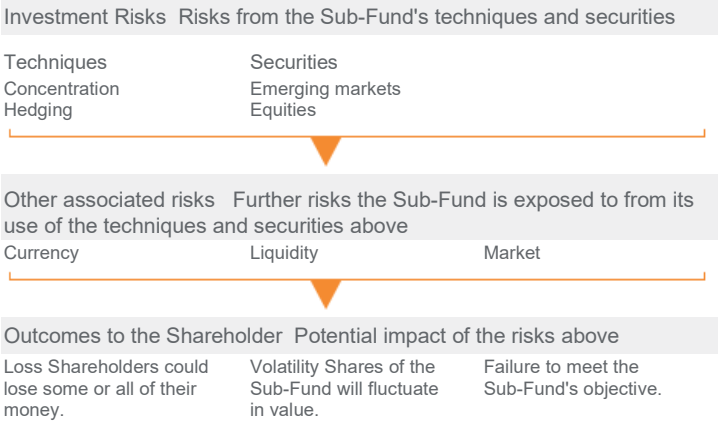 Investment Risks  Risks from the Sub-Fund's techniques and securities
Techniques
Concentration
Hedging
Securities
Emerging markets
Equities
Other associated risks  Further risks the Sub-Fund is exposed to from its
use of the techniques and securities above
Currency
Liquidity
Market
Outcomes to the Shareholder  Potential impact of the risks above
Loss Shareholders could
lose some or all of their
money.
Volatility Shares of the
Sub-Fund will fluctuate
in value.
Failure to meet the
Sub-Fund's objective.